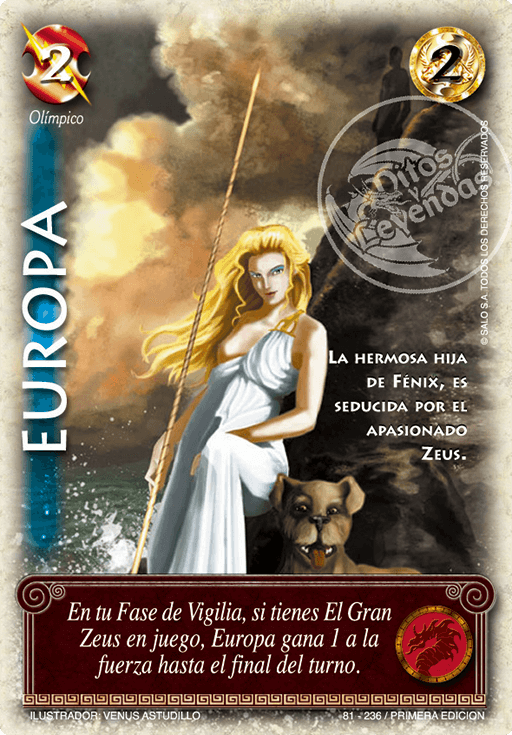 2
2
Olímpico
Mitos
y
Leyendas
© SALO S.A. TODOS LOS DERECHOS RESERVADOS
EUROPA
La hermosa hija
de Fénix, es
seducida por el
apasionado
Zeus.
En tu Fase de Vigilia, si tienes El Gran
Zeus en juego, Europa gana 1 a la
fuerza hasta el final del turno.
ILUSTRADOR: VENUS ASTUDILLO
81 - 236 / PRIMERA EDICION